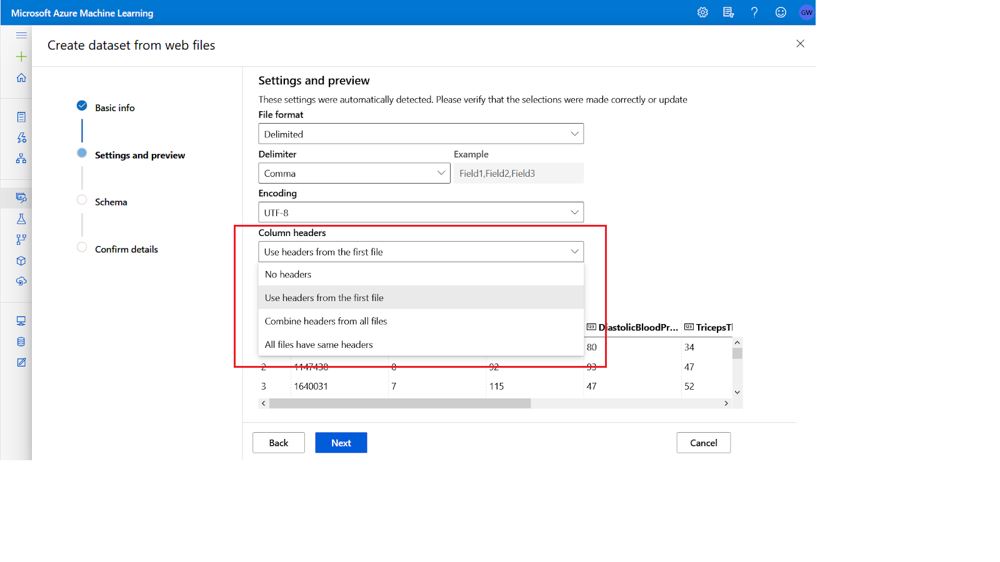 Microsoft Azure Machine Learning
GW
Create dataset from web files
Basic info
Settings and preview
Schema
Confirm details
Settings and preview
These settings were automatically detected. Please verify that the selections were made correctly or update
File format
Delimited
Delimiter
Example
Comma
Field1,Field2,Field3
Encoding
UTF-8
Column headers
Use headers from the first file
No headers
Use headers from the first file
Combine headers from all files
All files have same headers
DiastolicBloodPr... TricepsT
80 34
2 1147438 8 92 93 47
3 1640031 7 115 47 52
Back
Next
Cancel